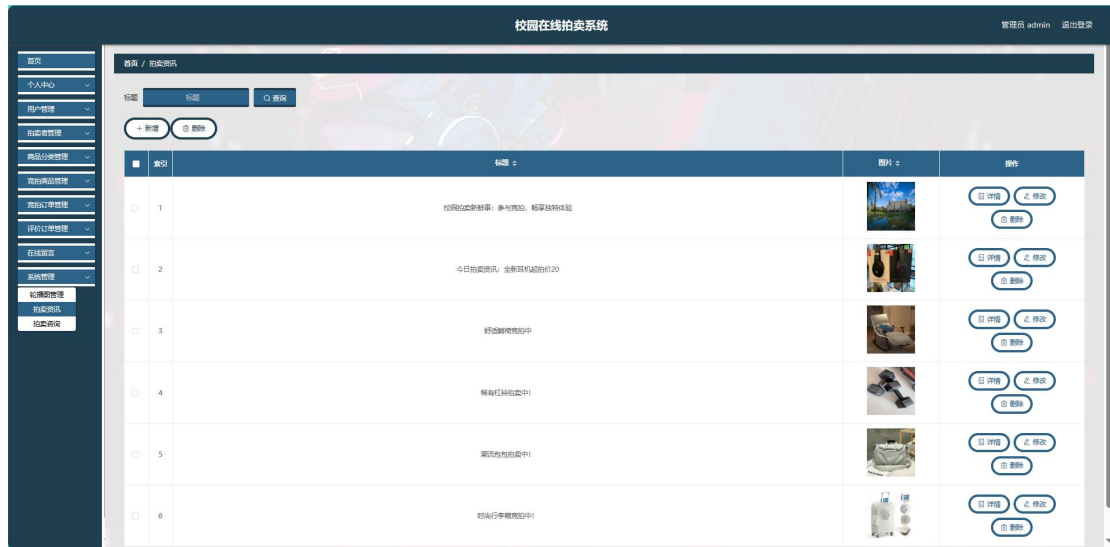 校园在线拍卖系统
管理员 admin 退出登录
首页
个人中心
用户管理
拍卖者管理
商品分类管理
竞拍商品管理
竞拍订单管理
评价订单管理
在线留言
系统管理
轮播图管理
拍卖资讯
拍卖咨询
首页 / 拍卖资讯
标题 标题 查询
新增 删除
索引 标题 图片 操作
1 校园拍卖新鲜事：参与竞拍、畅享独特体验 详情 修改
删除
2 今日拍卖资讯：全新耳机起拍价20 详情 修改
删除
3 舒适躺椅竞拍中 详情 修改
删除
4 稀有杠铃拍卖中！ 详情 修改
删除
5 潮流包包拍卖中！ 详情 修改
删除
6 时尚行李箱竞拍中！ 详情 修改
删除